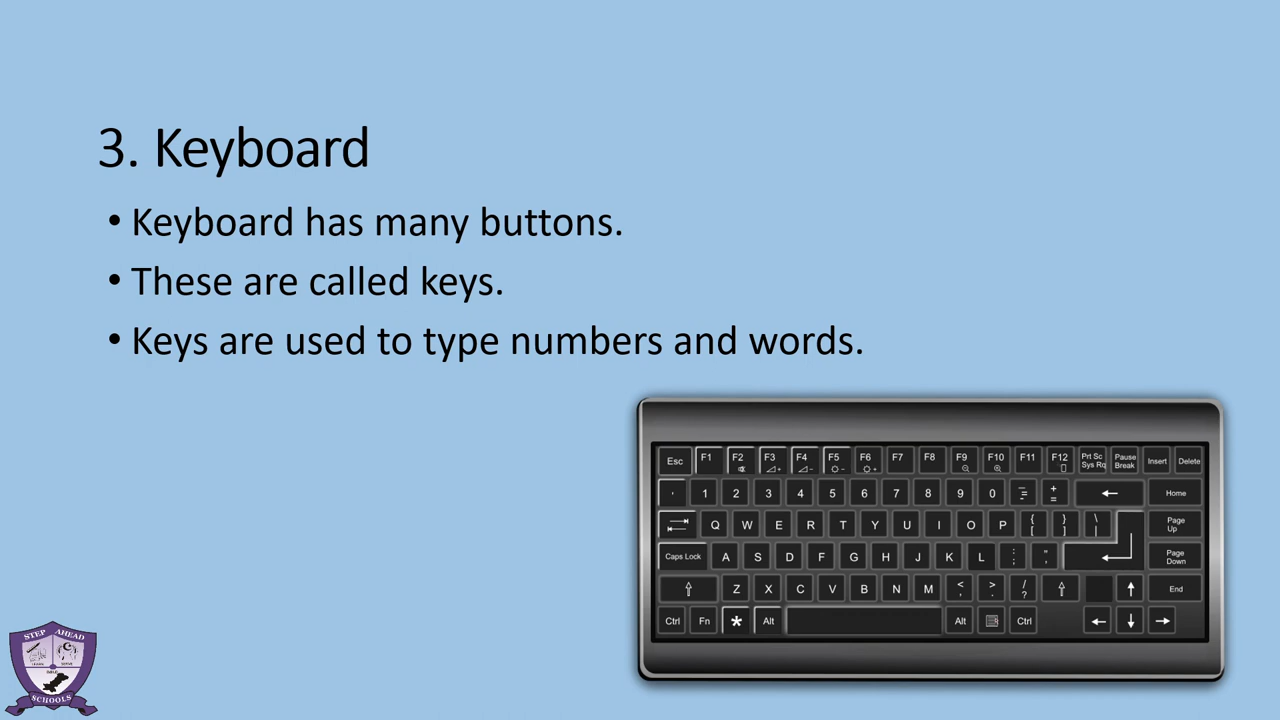 3. Keyboard
• Keyboard has many buttons.
• These are called keys.
• Keys are used to type numbers and words.
Esc F1 F2 F3 F4 F5 F6 F7 F8 F9 F10 F11 F12 Prt Sc Sys Rq Pause Break Insert Delete
' 1 2 3 4 5 6 7 8 9 0 – = - + = ← Home
Q W E R T Y U I O P { [ } ] \ | Page Up
Caps Lock A S D F G H J K L : ; " , Page Down
⇧ Z X C V B N M < , > . / ? ⇧ ↑ End
Ctrl Fn * Alt Alt Ctrl ← ↓ →
STEP AHEAD
LEARN SERVE
SCHOOLS